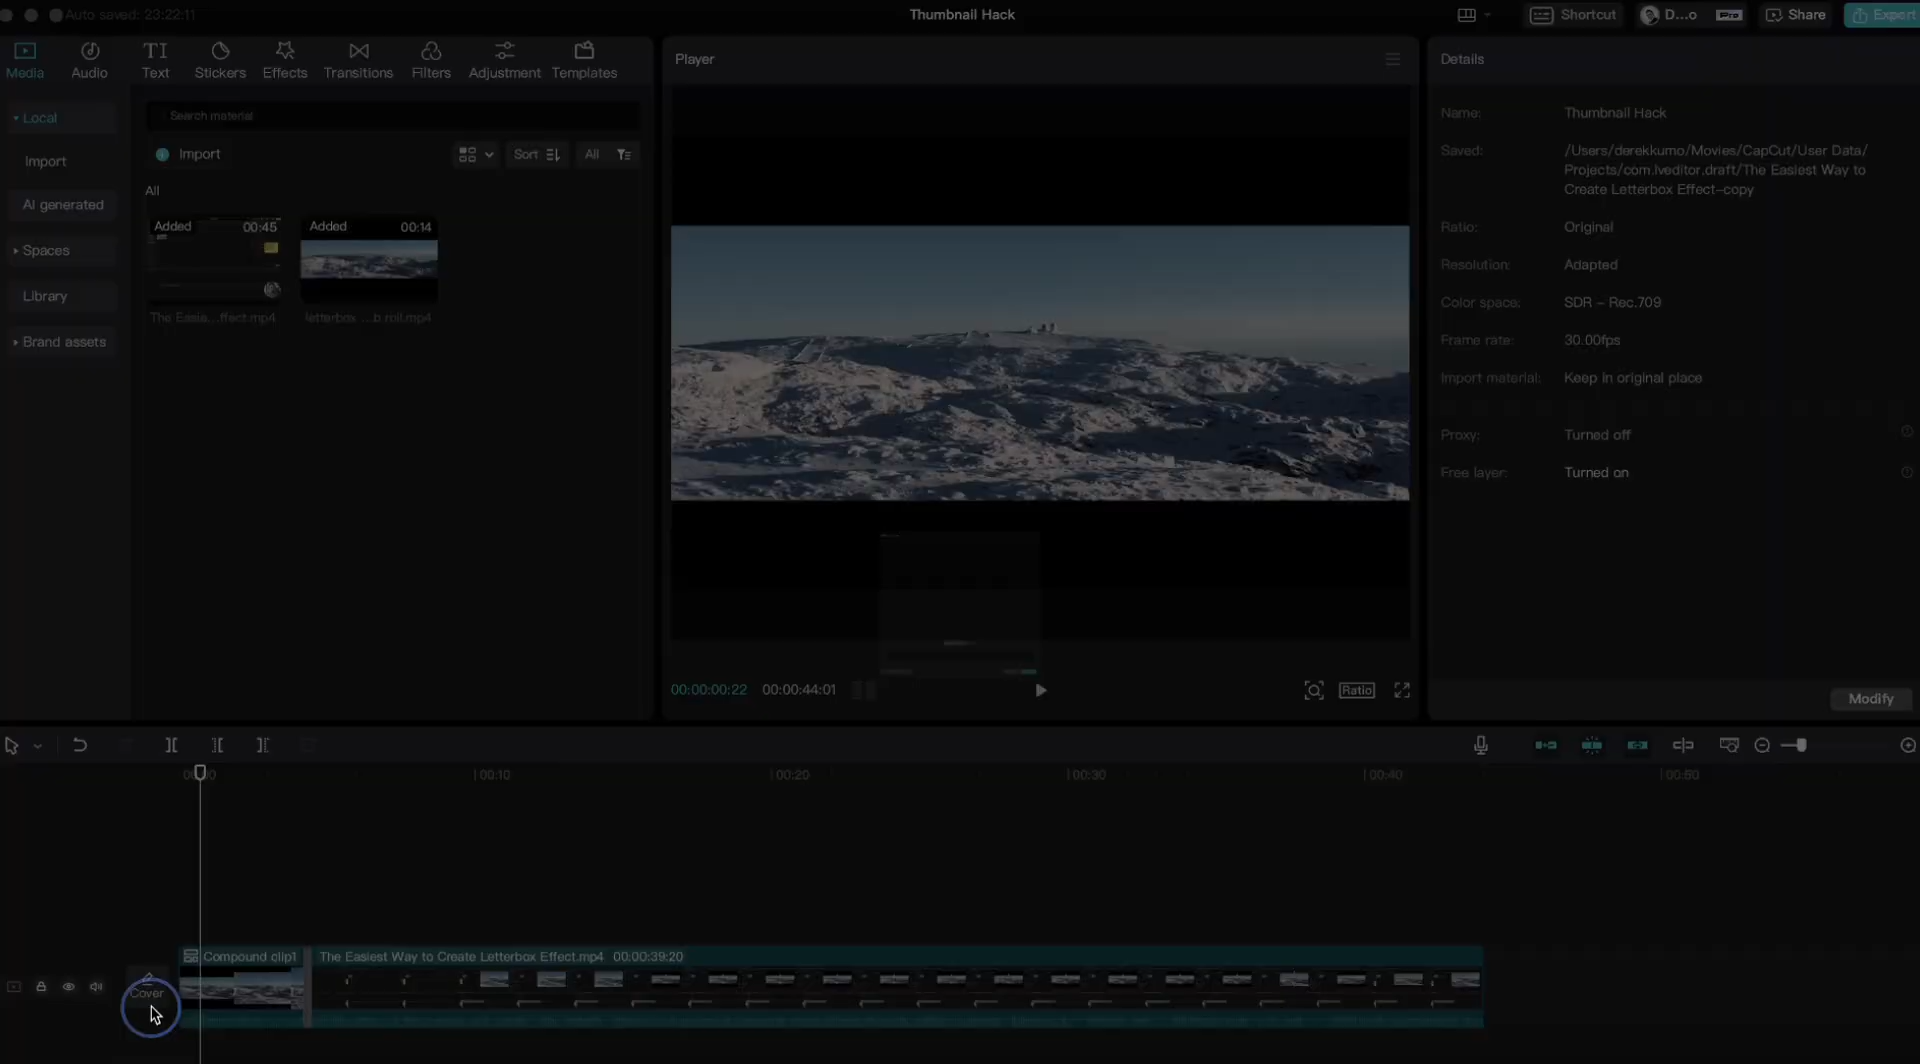 Auto saved: 23:22:11
Thumbnail Hack
Shortcut
D...o
Pro
Share
Export
Media
Audio
TI
Text
Stickers
Effects
Transitions
Filters
Adjustment
Templates
Local
Import
AI generated
Spaces
Library
Brand assets
Search material
Import
Sort
All
All
Added
00:45
The Easie...ffect.mp4
Added
00:14
letterbox ...b roll.mp4
Player
00:00:00:22
00:00:44:01
Ratio
Details
Name:
Thumbnail Hack
Saved:
/Users/derekkumo/Movies/CapCut/User Data/
Projects/com.lveditor.draft/The Easiest Way to
Create Letterbox Effect-copy
Ratio:
Original
Resolution:
Adapted
Color space:
SDR - Rec.709
Frame rate:
30.00fps
Import material:
Keep in original place
Proxy:
Turned off
Free layer:
Turned on
Modify
00:10
00:20
00:30
00:40
00:50
Compound clip1
The Easiest Way to Create Letterbox Effect.mp4 00:00:39:20
Cover